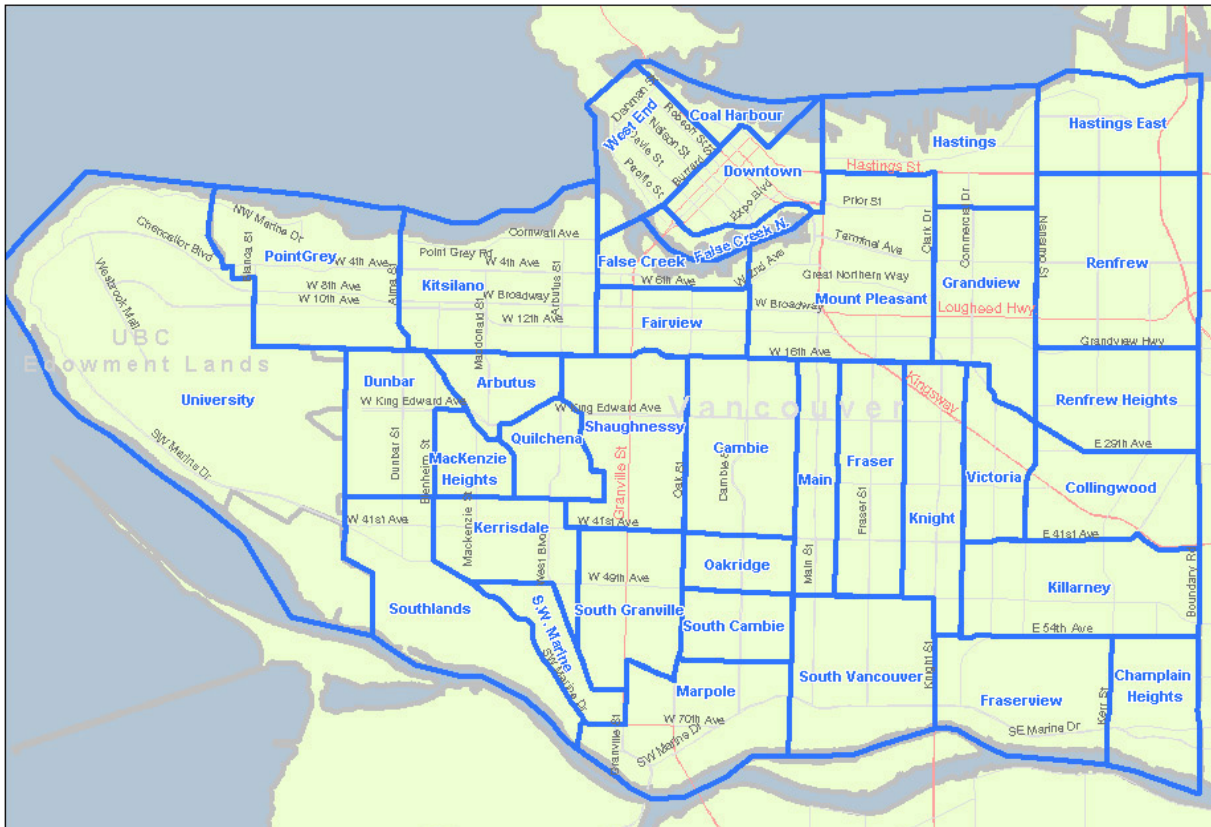 Denman St
Robson St
Nelson St
Davie St
Pacific St
Burrard St
West End
Coal Harbour
Downtown
Expo Blvd
Hastings St.
Hastings
Hastings East
Prior St
Clark Dr
Commercial Dr
Nanaimo St
NW Marine Dr
Chancellor Blvd
Blanca St
PointGrey
W 4th Ave
W 8th Ave
W 10th Ave
Alma St
Wesbrook Mall
Cornwall Ave
Point Grey Rd
W 4th Ave
Kitsilano
W Broadway
W 12th Ave
Macdonald St
Arbutus St
False Creek
False Creek N.
W 2nd Ave
W 6th Ave
Fairview
Terminal Ave
Great Northern Way
W Broadway
Mount Pleasant
W 16th Ave
Grandview
Lougheed Hwy
Renfrew
Grandview Hwy
UBC
Endowment Lands
University
SW Marine Dr
Dunbar
W King Edward Ave
Dunbar St
Blenheim St
Arbutus
Quilchena
MacKenzie
Heights
Mackenzie St
W King Edward Ave
Shaughnessy
Granville St
Oak St
Vancouver
Cambie
Cambie St
Main
Main St
Fraser
Fraser St
Knight
Kingsway
Victoria
Renfrew Heights
E 29th Ave
Collingwood
E 41st Ave
W 41st Ave
Kerrisdale
West Blvd
W 41st Ave
Oakridge
W 49th Ave
South Granville
South Cambie
Southlands
S.W. Marine
SW Marine Dr
Marpole
W 70th Ave
SW Marine Dr
Granville St
South Vancouver
Knight St
Killarney
Boundary Rd
E 54th Ave
Fraserview
Kerr St
SE Marine Dr
Champlain
Heights